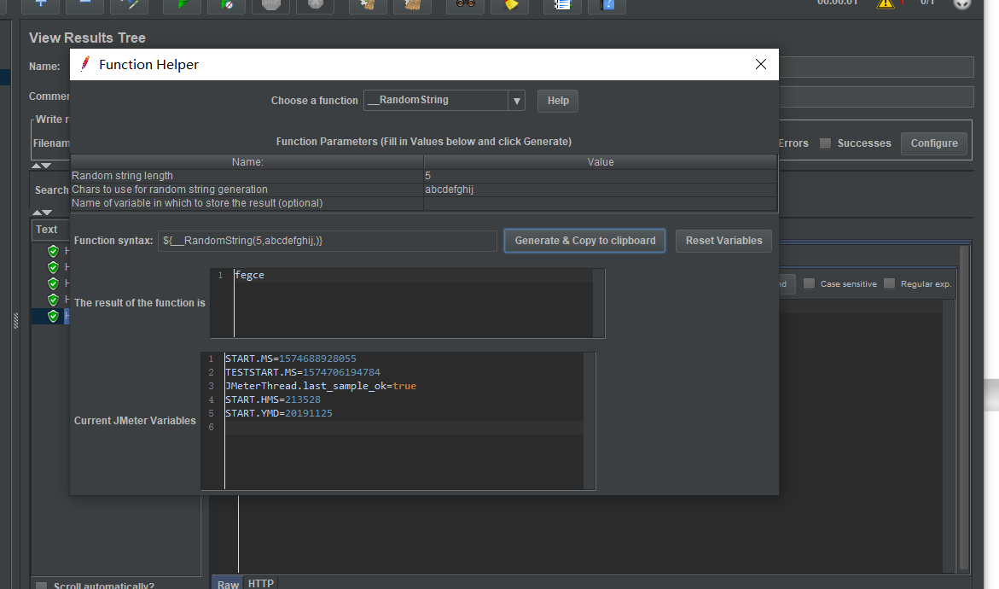 00:00:01
0/1
View Results Tree
Name:
Function Helper
Choose a function
__RandomString
Help
Function Parameters (Fill in Values below and click Generate)
Errors
Successes
Configure
Name:
Value
Random string length
5
Search
Chars to use for random string generation
abcdefghij
Name of variable in which to store the result (optional)
Text
Function syntax:
${__RandomString(5,abcdefghij,)}
Generate & Copy to clipboard
Reset Variables
1
fegce
The result of the function is
Case sensitive
Regular exp.
1 START.MS=1574688928055
2 TESTSTART.MS=1574706194784
3 JMeterThread.last_sample_ok=true
4 START.HMS=213528
5 START.YMD=20191125
6
Current JMeter Variables
Scroll automatically?
Raw
HTTP